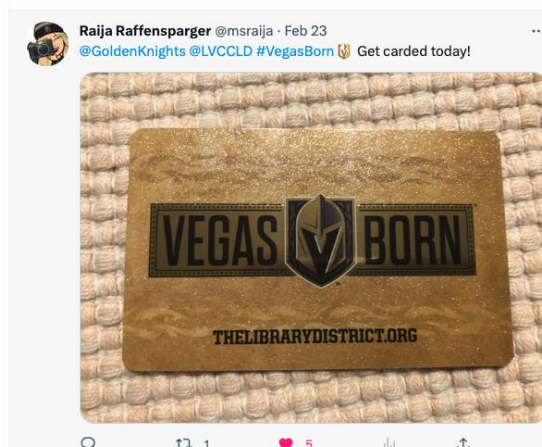 Raija Raffensparger @msraija · Feb 23
@GoldenKnights @LVCCLD #VegasBorn Get carded today!
VEGAS BORN
THELIBRARYDISTRICT.ORG
1 5